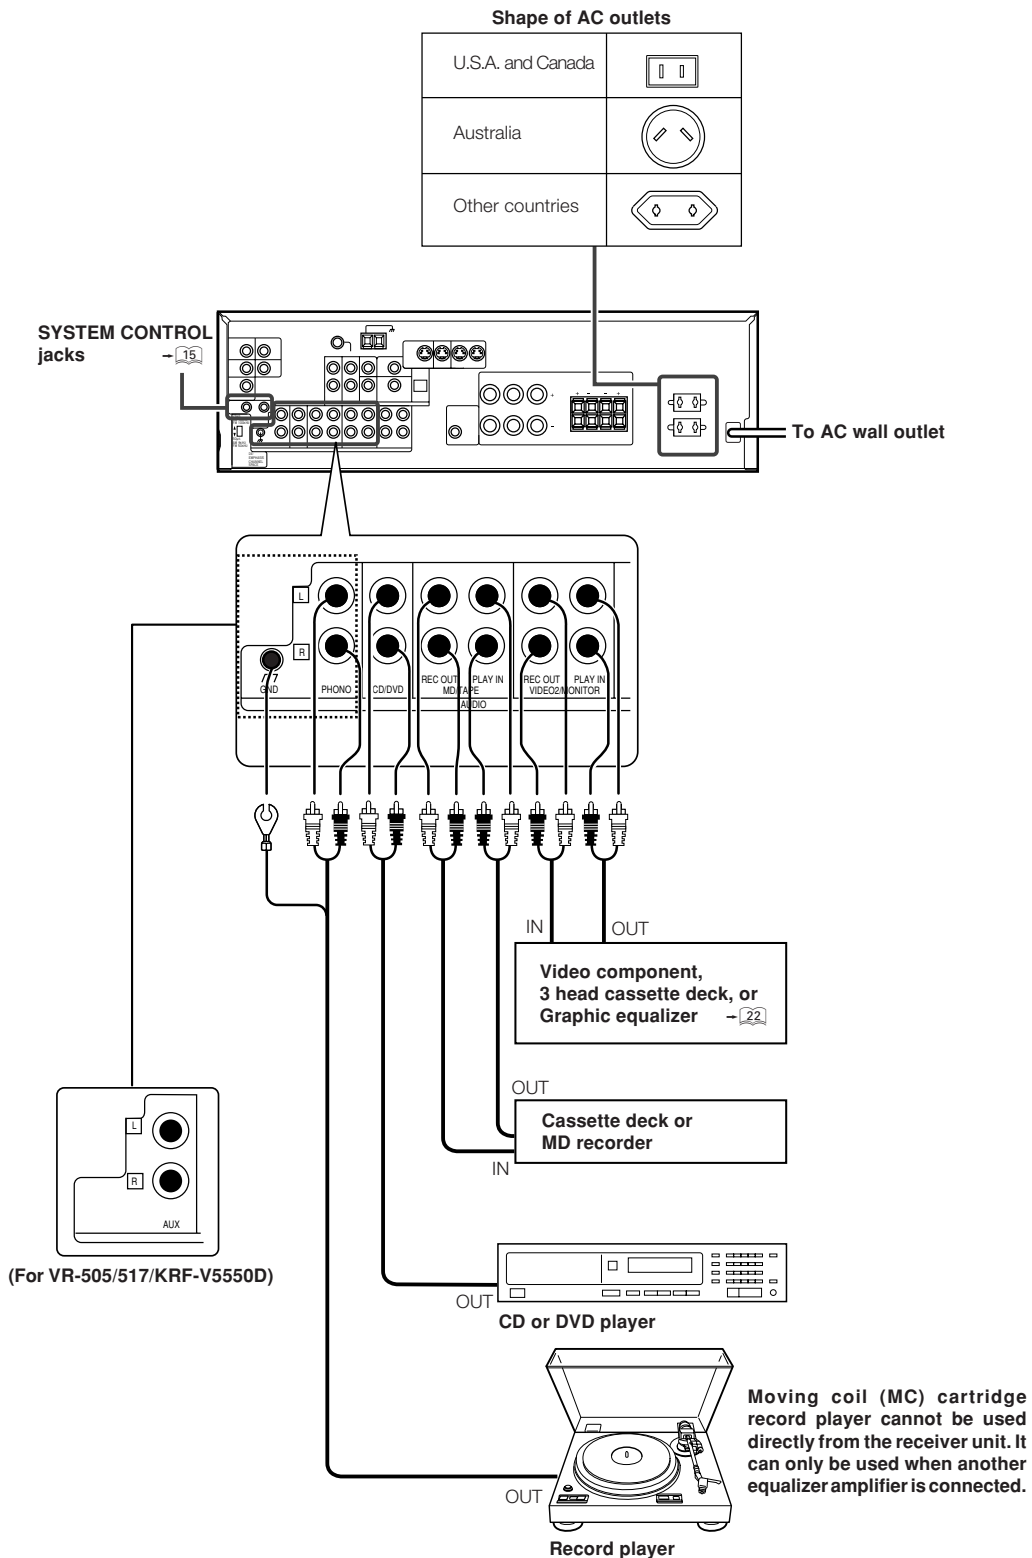 Shape of AC outlets
U.S.A. and Canada
Australia
Other countries
SYSTEM CONTROL
jacks → 15
To AC wall outlet
L
R
GND
PHONO
CD/DVD
REC OUT PLAY IN
MD/TAPE
REC OUT PLAY IN
VIDEO2/MONITOR
AUDIO
IN
OUT
Video component,
3 head cassette deck, or
Graphic equalizer → 22
OUT
Cassette deck or
MD recorder
IN
L
R
AUX
(For VR-505/517/KRF-V5550D)
OUT
CD or DVD player
Moving coil (MC) cartridge
record player cannot be used
directly from the receiver unit. It
can only be used when another
equalizer amplifier is connected.
OUT
Record player